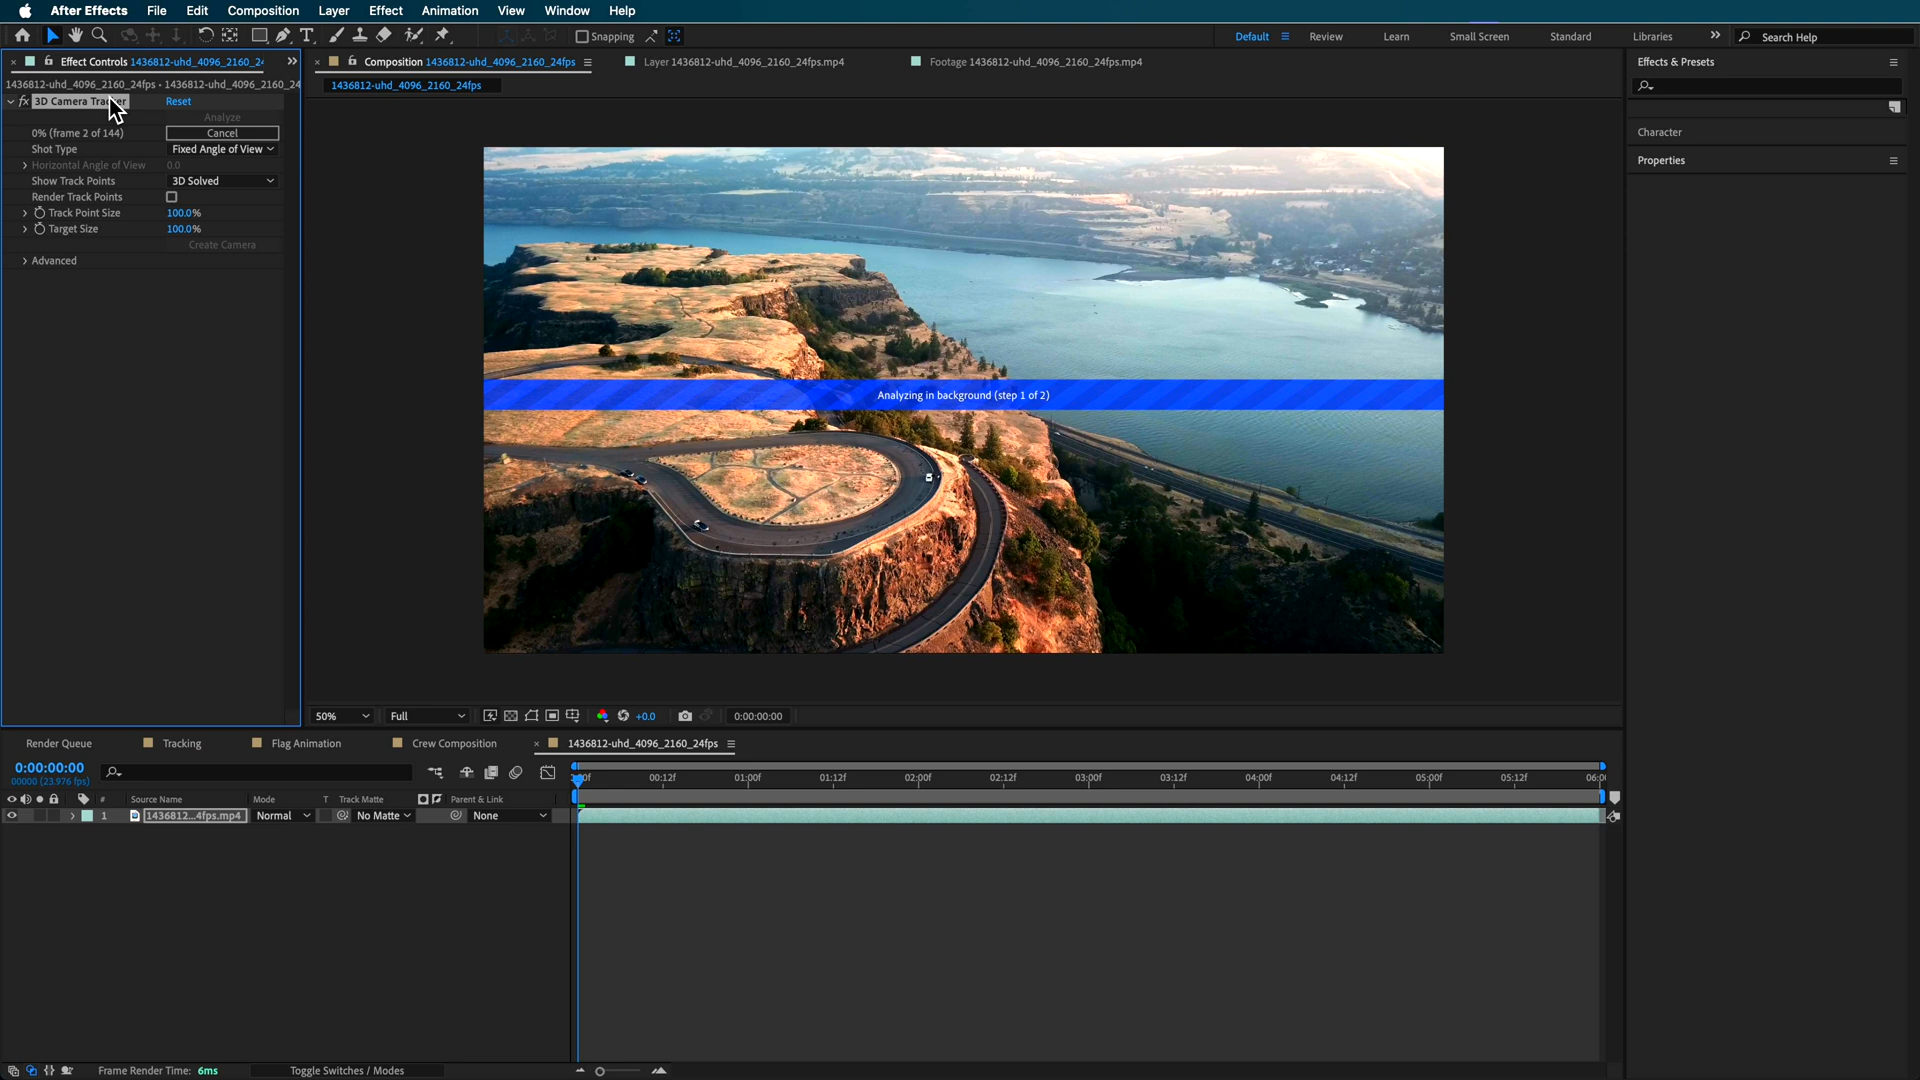 After Effects File Edit Composition Layer Effect Animation View Window Help
Snapping
Default Review Learn Small Screen Standard Libraries Search Help
Effect Controls 1436812-uhd_4096_2160_24
Composition 1436812-uhd_4096_2160_24fps
Layer 1436812-uhd_4096_2160_24fps.mp4
Footage 1436812-uhd_4096_2160_24fps.mp4
Effects & Presets
1436812-uhd_4096_2160_24fps • 1436812-uhd_4096_2160_24
1436812-uhd_4096_2160_24fps
fx 3D Camera Tracker Reset
Analyze
0% (frame 2 of 144) Cancel
Shot Type Fixed Angle of View
Horizontal Angle of View 0.0
Show Track Points 3D Solved
Render Track Points
Track Point Size 100.0%
Target Size 100.0%
Create Camera
Advanced
Character
Properties
Analyzing in background (step 1 of 2)
50% Full +0.0 0:00:00:00
Render Queue Tracking Flag Animation Crew Composition 1436812-uhd_4096_2160_24fps
0:00:00:00
00000 (23.976 fps)
00f 00:12f 01:00f 01:12f 02:00f 02:12f 03:00f 03:12f 04:00f 04:12f 05:00f 05:12f 06:0
# Source Name Mode T Track Matte Parent & Link
1 1436812...4fps.mp4 Normal No Matte None
Frame Render Time: 6ms Toggle Switches / Modes